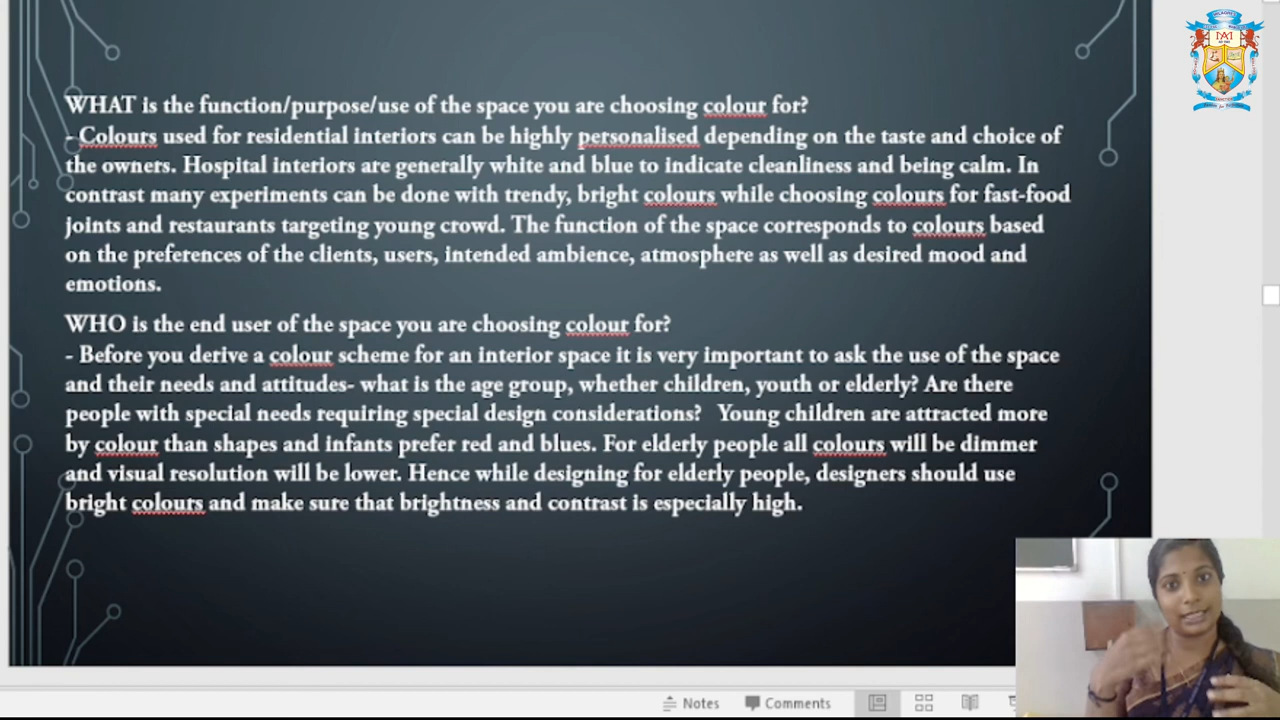 WHAT is the function/purpose/use of the space you are choosing colour for?
- Colours used for residential interiors can be highly personalised depending on the taste and choice of
the owners. Hospital interiors are generally white and blue to indicate cleanliness and being calm. In
contrast many experiments can be done with trendy, bright colours while choosing colours for fast-food
joints and restaurants targeting young crowd. The function of the space corresponds to colours based
on the preferences of the clients, users, intended ambience, atmosphere as well as desired mood and
emotions.
WHO is the end user of the space you are choosing colour for?
- Before you derive a colour scheme for an interior space it is very important to ask the use of the space
and their needs and attitudes- what is the age group, whether children, youth or elderly? Are there
people with special needs requiring special design considerations? Young children are attracted more
by colour than shapes and infants prefer red and blues. For elderly people all colours will be dimmer
and visual resolution will be lower. Hence while designing for elderly people, designers should use
bright colours and make sure that brightness and contrast is especially high.
Notes Comments